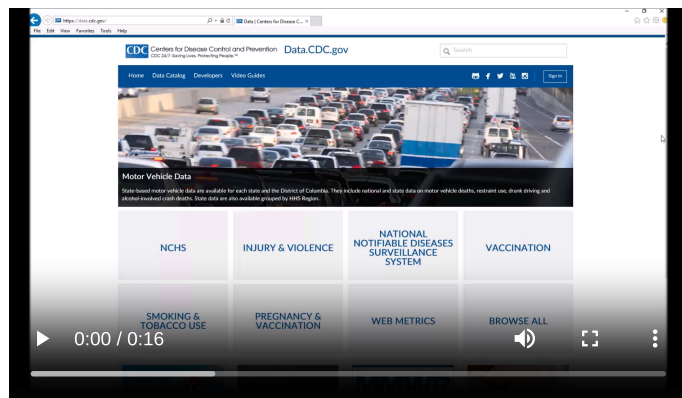 https://data.cdc.gov/
Data | Centers for Disease C...
File Edit View Favorites Tools Help
CDC
Centers for Disease Control and Prevention
CDC 24/7: Saving Lives. Protecting People.™
Data.CDC.gov
Search
Home Data Catalog Developers Video Guides
Sign In
Motor Vehicle Data
State-based motor vehicle data are available for each state and the District of Columbia. They include national and state data on motor vehicle deaths, restraint use, drunk driving and
alcohol-involved crash deaths. State data are also available grouped by HHS Region.
NCHS
INJURY & VIOLENCE
NATIONAL
NOTIFIABLE DISEASES
SURVEILLANCE
SYSTEM
VACCINATION
SMOKING &
TOBACCO USE
PREGNANCY &
VACCINATION
WEB METRICS
BROWSE ALL
0:00 / 0:16
MMWR